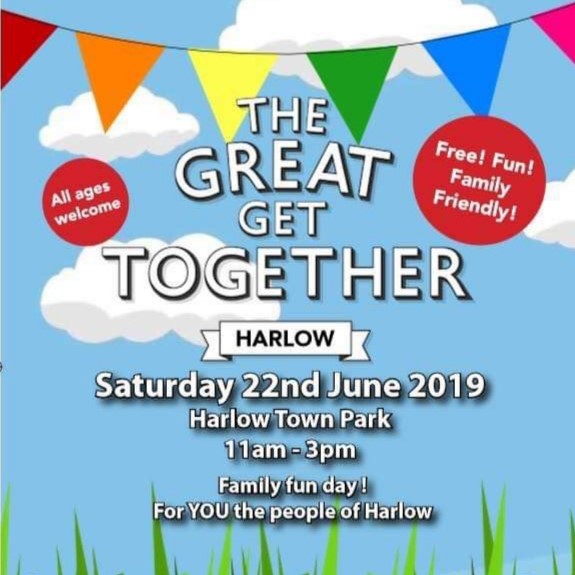 THE
GREAT
GET
TOGETHER
All ages
welcome
Free! Fun!
Family
Friendly!
HARLOW
Saturday 22nd June 2019
Harlow Town Park
11am - 3pm
Family fun day !
For YOU the people of Harlow